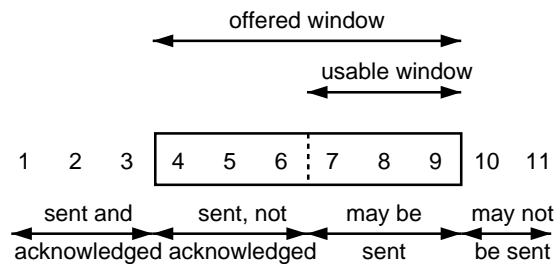 offered window
usable window
1 2 3 4 5 6 7 8 9 10 11
sent and sent, not may be may not
acknowledged acknowledged sent be sent